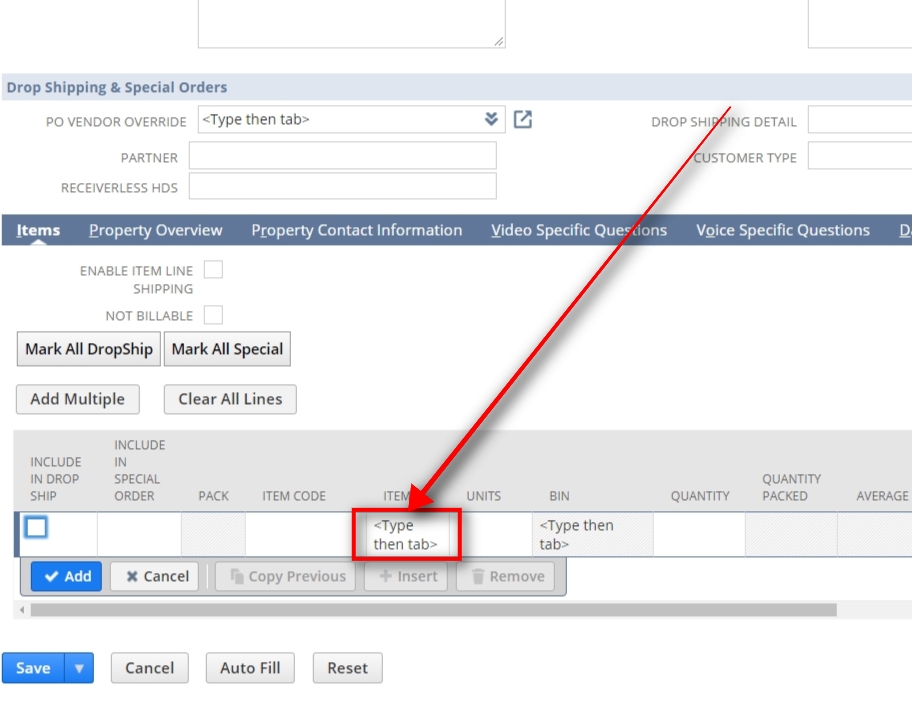 Drop Shipping & Special Orders
PO VENDOR OVERRIDE <Type then tab> DROP SHIPPING DETAIL
PARTNER CUSTOMER TYPE
RECEIVERLESS HDS
Items Property Overview Property Contact Information Video Specific Questions Voice Specific Questions
ENABLE ITEM LINE
SHIPPING
NOT BILLABLE
Mark All DropShip Mark All Special
Add Multiple Clear All Lines
INCLUDE
IN DROP
SHIP
INCLUDE
IN
SPECIAL
ORDER
PACK
ITEM CODE
ITEM
UNITS
BIN
QUANTITY
QUANTITY
PACKED
AVERAGE
<Type
then tab>
<Type then
tab>
Add Cancel Copy Previous Insert Remove
Save Cancel Auto Fill Reset